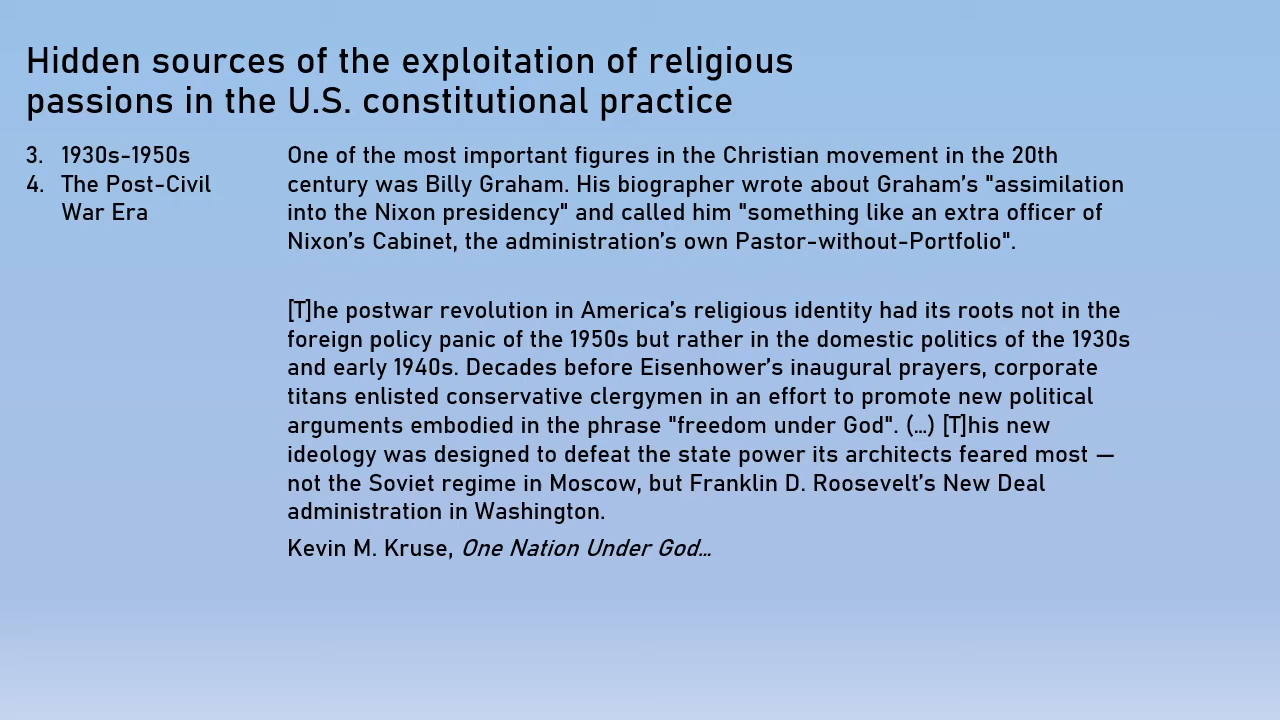 Hidden sources of the exploitation of religious
passions in the U.S. constitutional practice
3. 1930s-1950s
4. The Post-Civil
War Era
One of the most important figures in the Christian movement in the 20th
century was Billy Graham. His biographer wrote about Graham’s "assimilation
into the Nixon presidency" and called him "something like an extra officer of
Nixon’s Cabinet, the administration’s own Pastor-without-Portfolio".
[T]he postwar revolution in America’s religious identity had its roots not in the
foreign policy panic of the 1950s but rather in the domestic politics of the 1930s
and early 1940s. Decades before Eisenhower’s inaugural prayers, corporate
titans enlisted conservative clergymen in an effort to promote new political
arguments embodied in the phrase "freedom under God". (…) [T]his new
ideology was designed to defeat the state power its architects feared most —
not the Soviet regime in Moscow, but Franklin D. Roosevelt’s New Deal
administration in Washington.
Kevin M. Kruse, One Nation Under God…